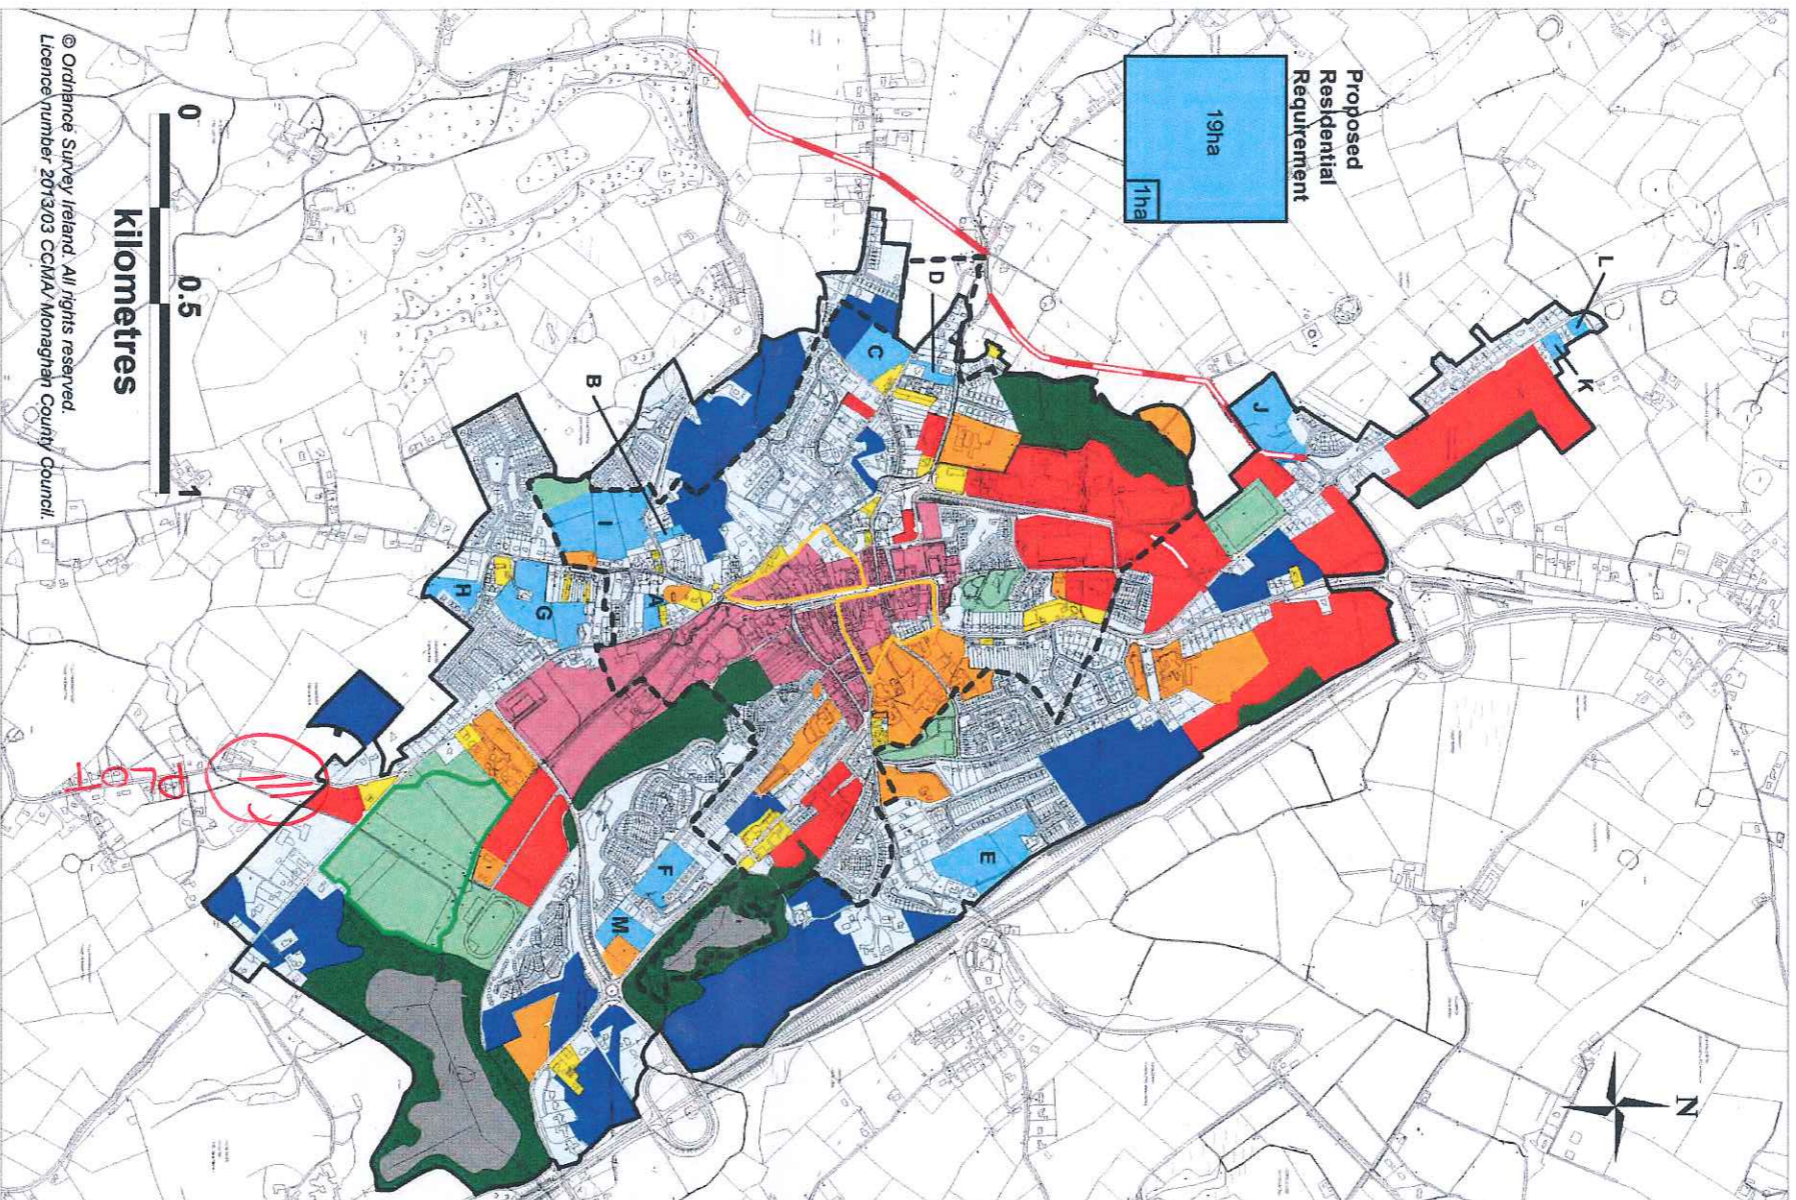 Proposed
Residential
Requirement
19ha
1ha
L
K
J
D
C
B
I
A
H
G
E
F
M
N
PLOT
0 0.5 1
kilometres
© Ordnance Survey Ireland. All rights reserved.
Licence number 2013/03 CCMA/ Monaghan County Council.